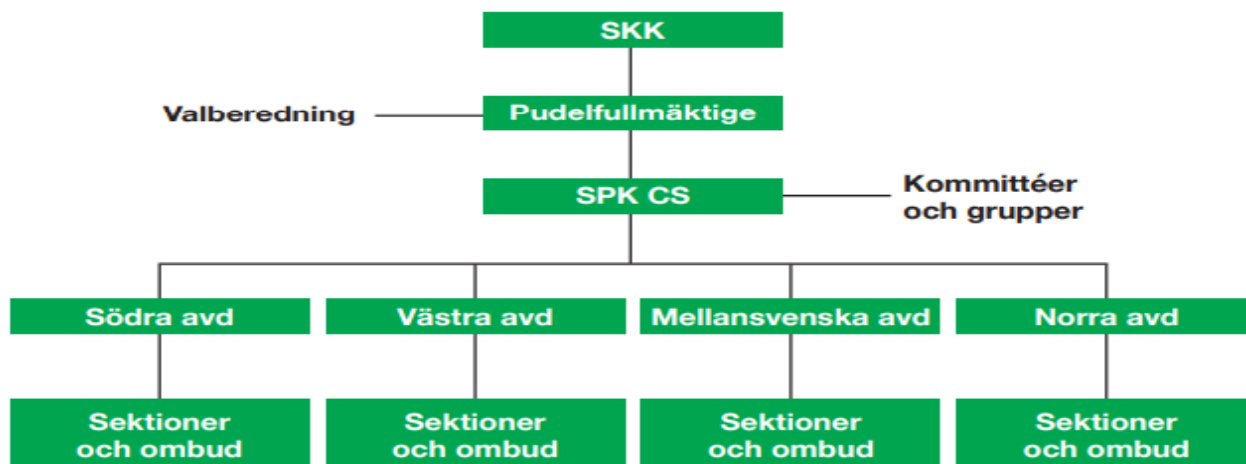 SKK
Valberedning
Pudelfullmäktige
SPK CS
Kommittéer
och grupper
Södra avd
Västra avd
Mellansvenska avd
Norra avd
Sektioner
och ombud
Sektioner
och ombud
Sektioner
och ombud
Sektioner
och ombud